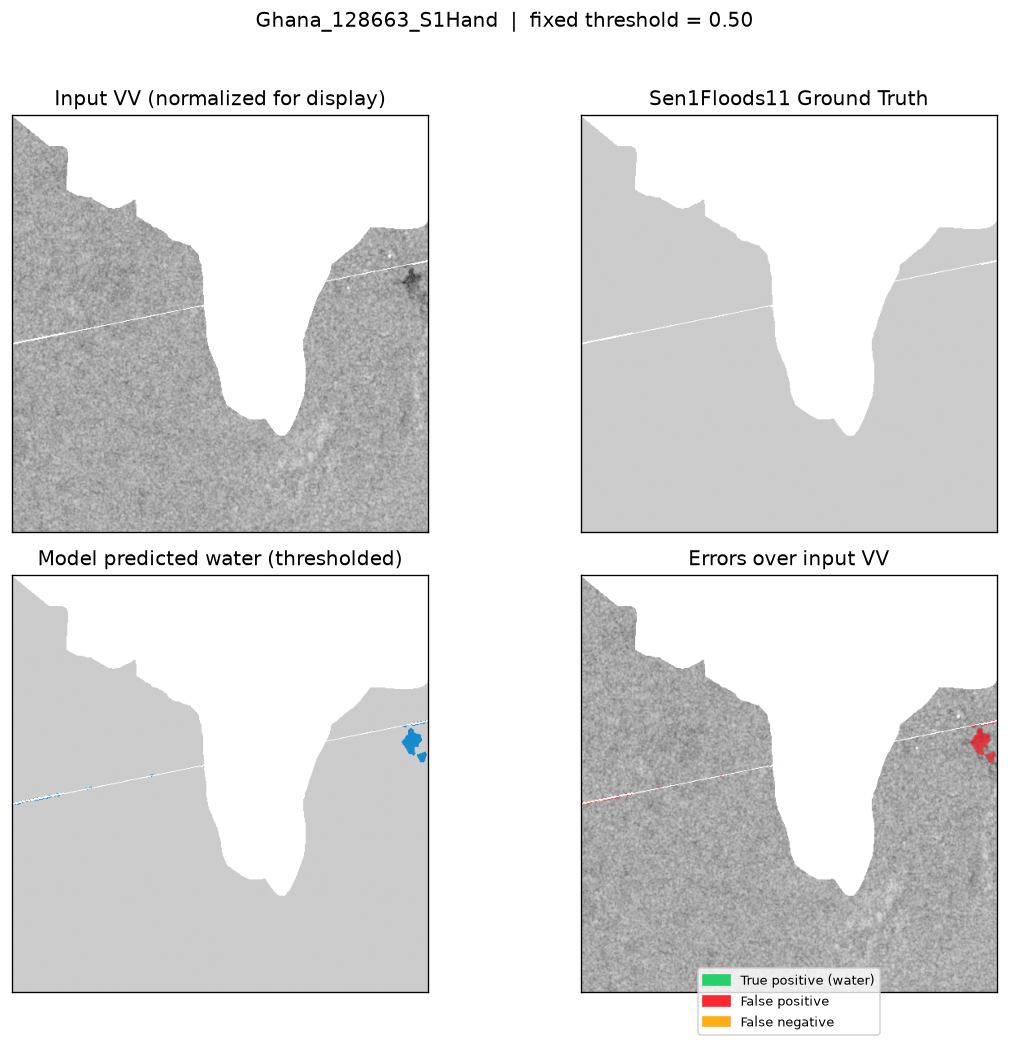 Ghana_128663_S1Hand  |  fixed threshold = 0.50
Input VV (normalized for display)
Sen1Floods11 Ground Truth
Model predicted water (thresholded)
Errors over input VV
True positive (water)
False positive
False negative